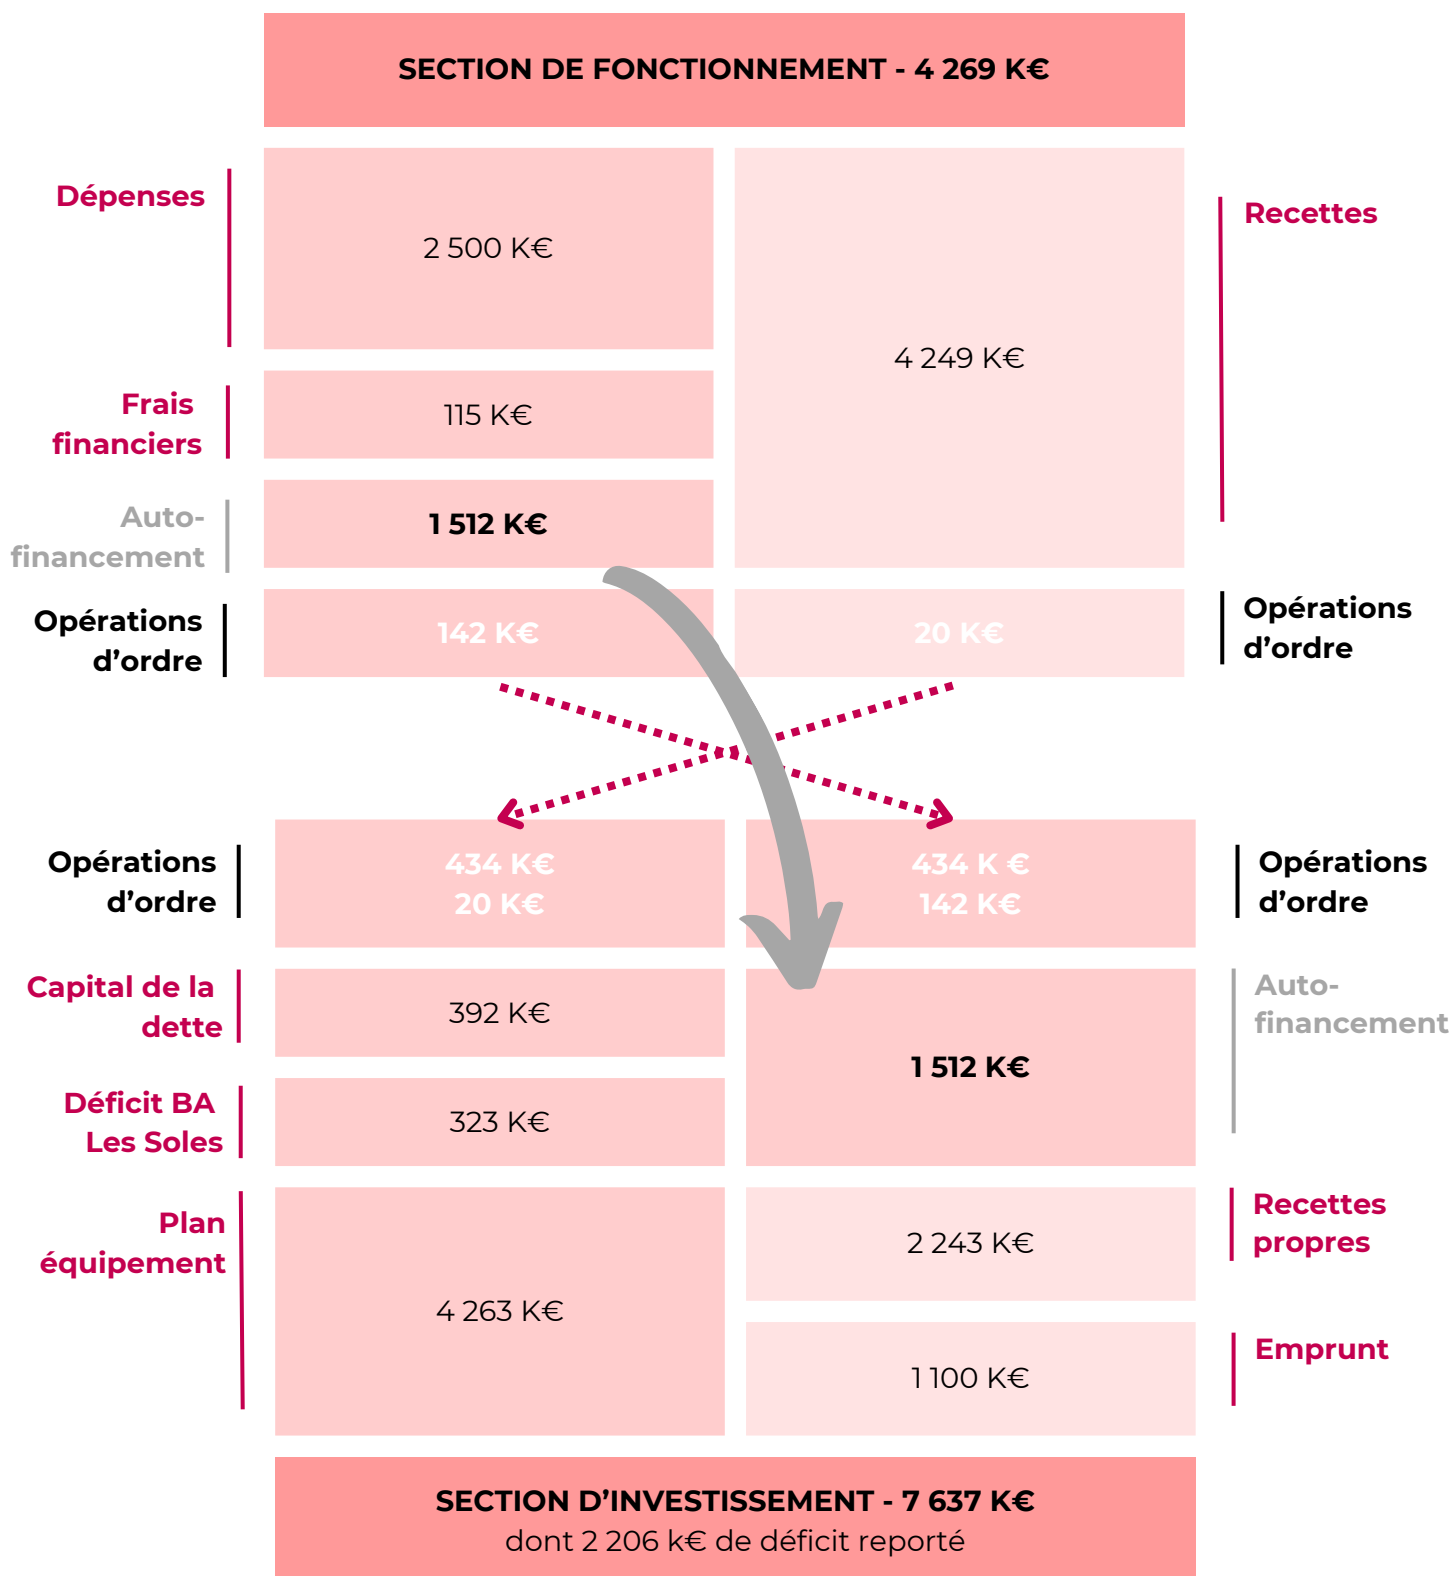 SECTION DE FONCTIONNEMENT - 4 269 K€
Dépenses
2 500 K€
Recettes
4 249 K€
Frais
financiers
115 K€
Auto-
financement
1 512 K€
Opérations
d’ordre
142 K€
20 K€
Opérations
d’ordre
Opérations
d’ordre
434 K€
20 K€
434 K €
142 K€
Opérations
d’ordre
Capital de la
dette
392 K€
Auto-
financement
1 512 K€
Déficit BA
Les Soles
323 K€
Plan
équipement
4 263 K€
2 243 K€
Recettes
propres
1 100 K€
Emprunt
SECTION D’INVESTISSEMENT - 7 637 K€
dont 2 206 k€ de déficit reporté